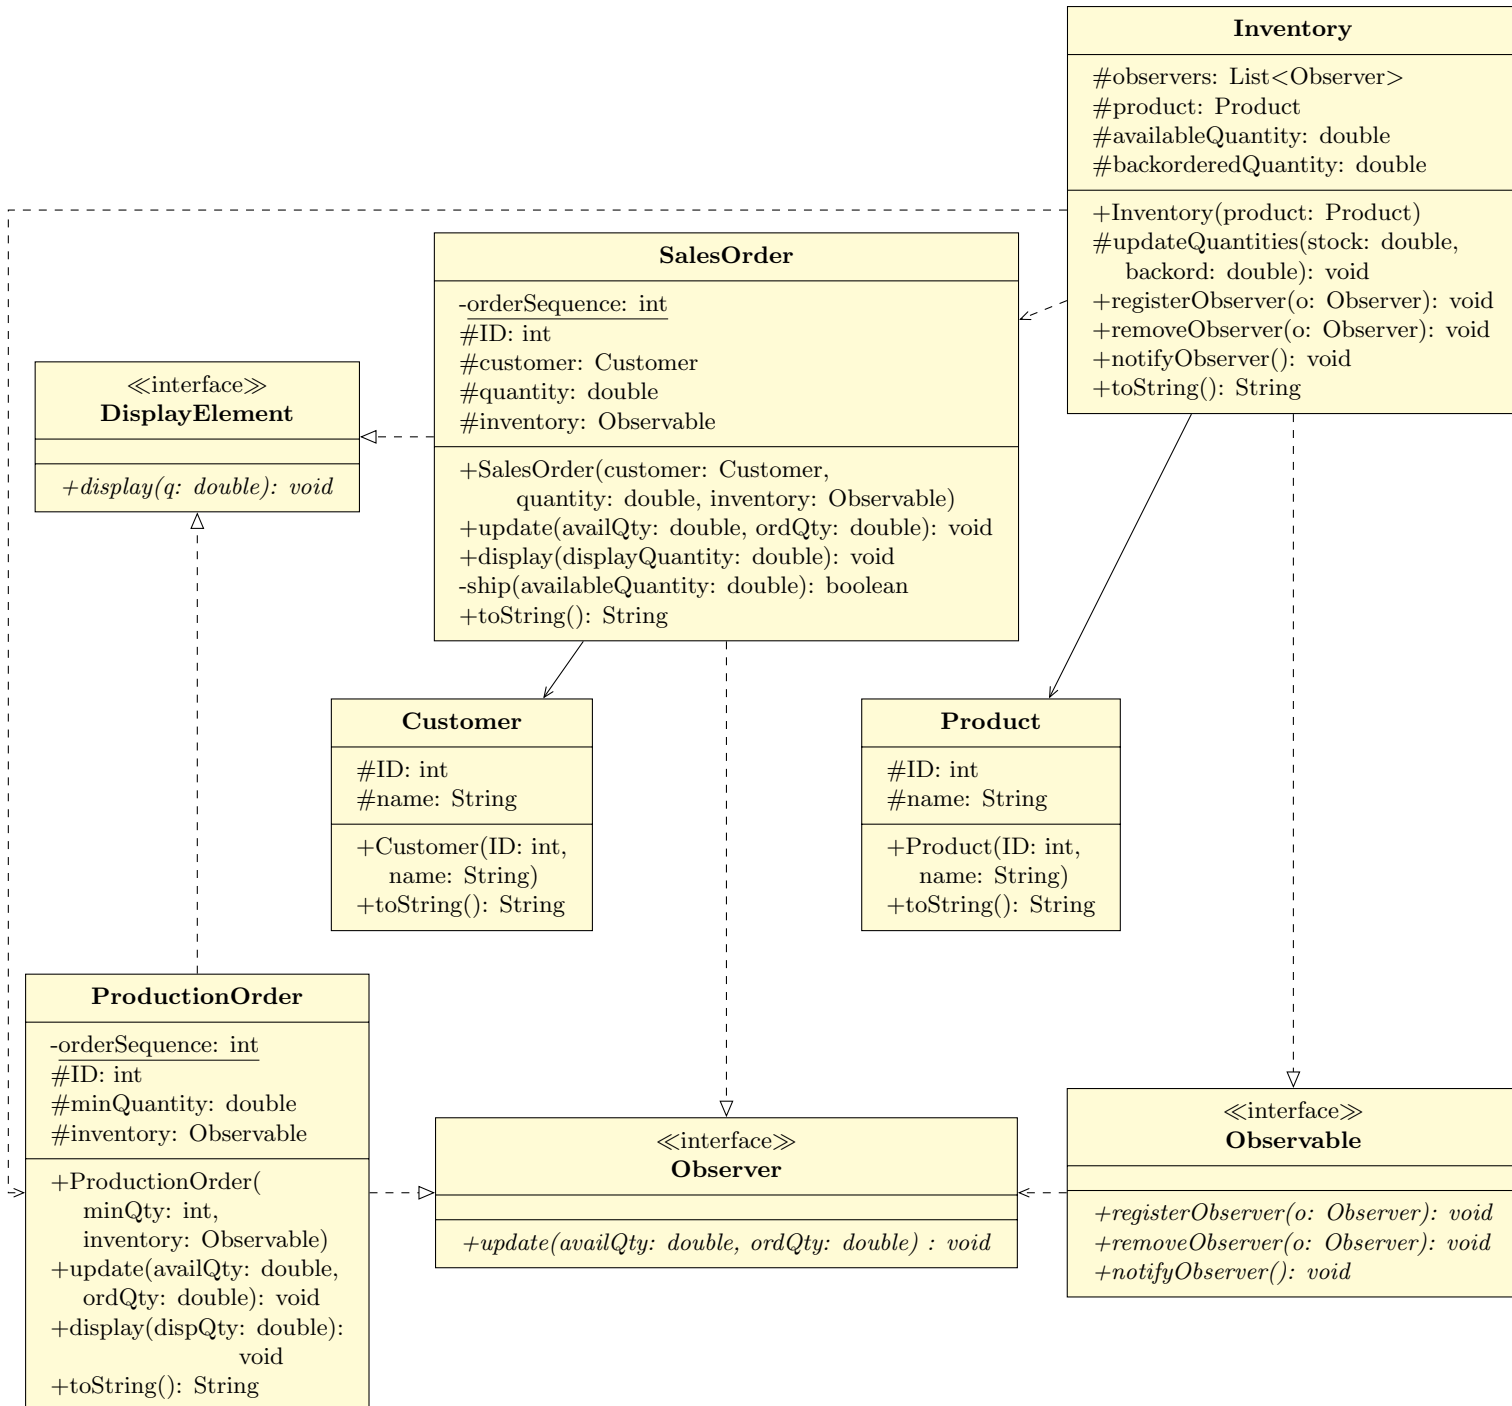 Inventory
#observers: List<Observer>
#product: Product
#availableQuantity: double
#backorderedQuantity: double
+Inventory(product: Product)
#updateQuantities(stock: double,
backord: double): void
+registerObserver(o: Observer): void
+removeObserver(o: Observer): void
+notifyObserver(): void
+toString(): String
SalesOrder
-orderSequence: int
#ID: int
#customer: Customer
#quantity: double
#inventory: Observable
+SalesOrder(customer: Customer,
quantity: double, inventory: Observable)
+update(availQty: double, ordQty: double): void
+display(displayQuantity: double): void
-ship(availableQuantity: double): boolean
+toString(): String
≪interface≫
DisplayElement
+display(q: double): void
Customer
#ID: int
#name: String
+Customer(ID: int,
name: String)
+toString(): String
Product
#ID: int
#name: String
+Product(ID: int,
name: String)
+toString(): String
ProductionOrder
-orderSequence: int
#ID: int
#minQuantity: double
#inventory: Observable
+ProductionOrder(
minQty: int,
inventory: Observable)
+update(availQty: double,
ordQty: double): void
+display(dispQty: double):
void
+toString(): String
≪interface≫
Observer
+update(availQty: double, ordQty: double) : void
≪interface≫
Observable
+registerObserver(o: Observer): void
+removeObserver(o: Observer): void
+notifyObserver(): void